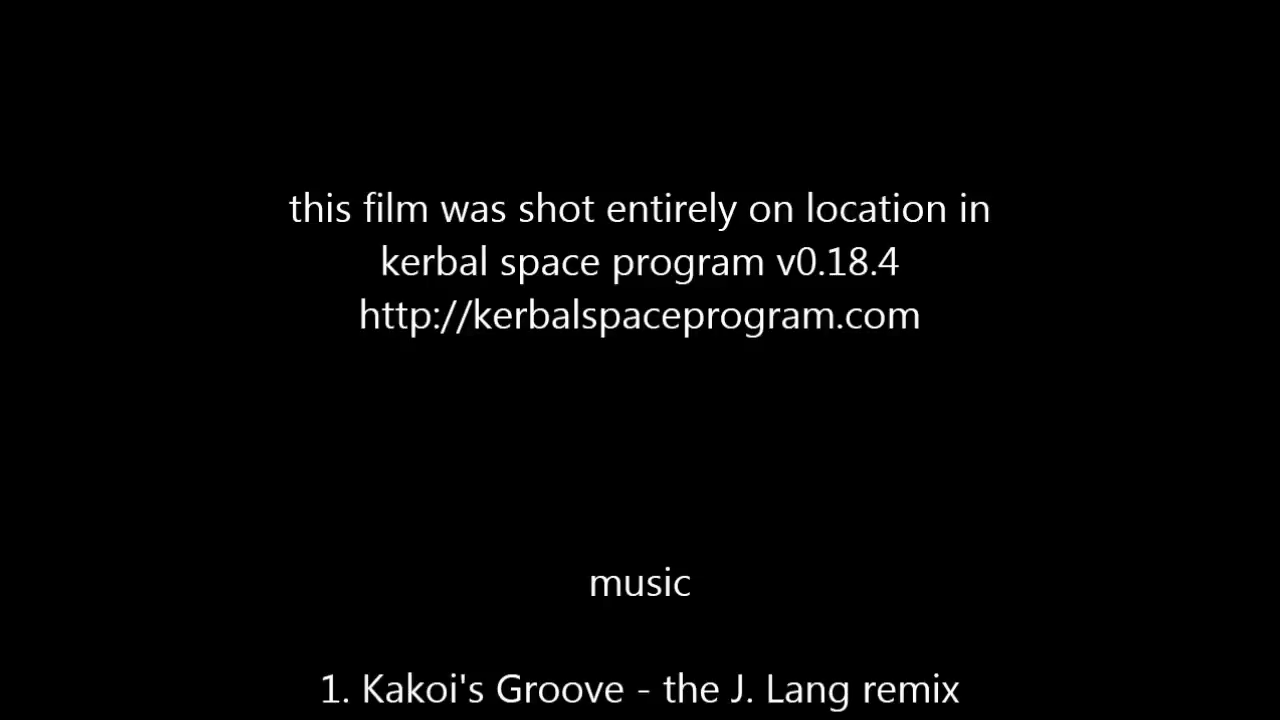 this film was shot entirely on location in
kerbal space program v0.18.4
http://kerbalspaceprogram.com
music
1. Kakoi's Groove - the J. Lang remix